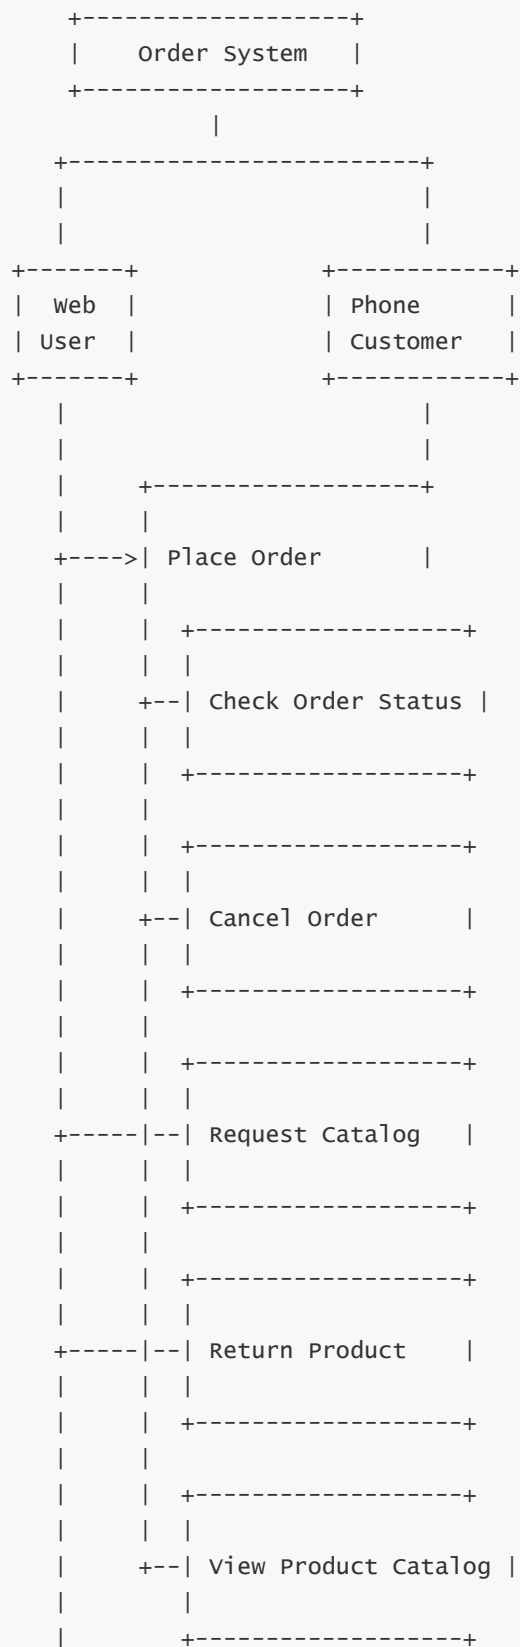 +-------------------+
|    Order System   |
+-------------------+
|
+-------------------------+
|                         |
|                         |
+-------+             +------------+
|  Web  |             | Phone      |
| User  |             | Customer   |
+-------+             +------------+
|                         |
|                         |
|     +-------------------+
|     |
+---->| Place Order       |
|     |
|     |  +-------------------+
|     |  |
|     +--| Check Order Status |
|     |  |
|     |  +-------------------+
|     |
|     |  +-------------------+
|     |  |
|     +--| Cancel Order      |
|     |  |
|     |  +-------------------+
|     |
|     |  +-------------------+
|     |  |
+-----|--| Request Catalog   |
|     |  |
|     |  +-------------------+
|     |
|     |  +-------------------+
|     |  |
+-----|--| Return Product    |
|     |  |
|     |  +-------------------+
|     |
|     |  +-------------------+
|     |  |
|     +--| View Product Catalog |
|        |
|        +-------------------+